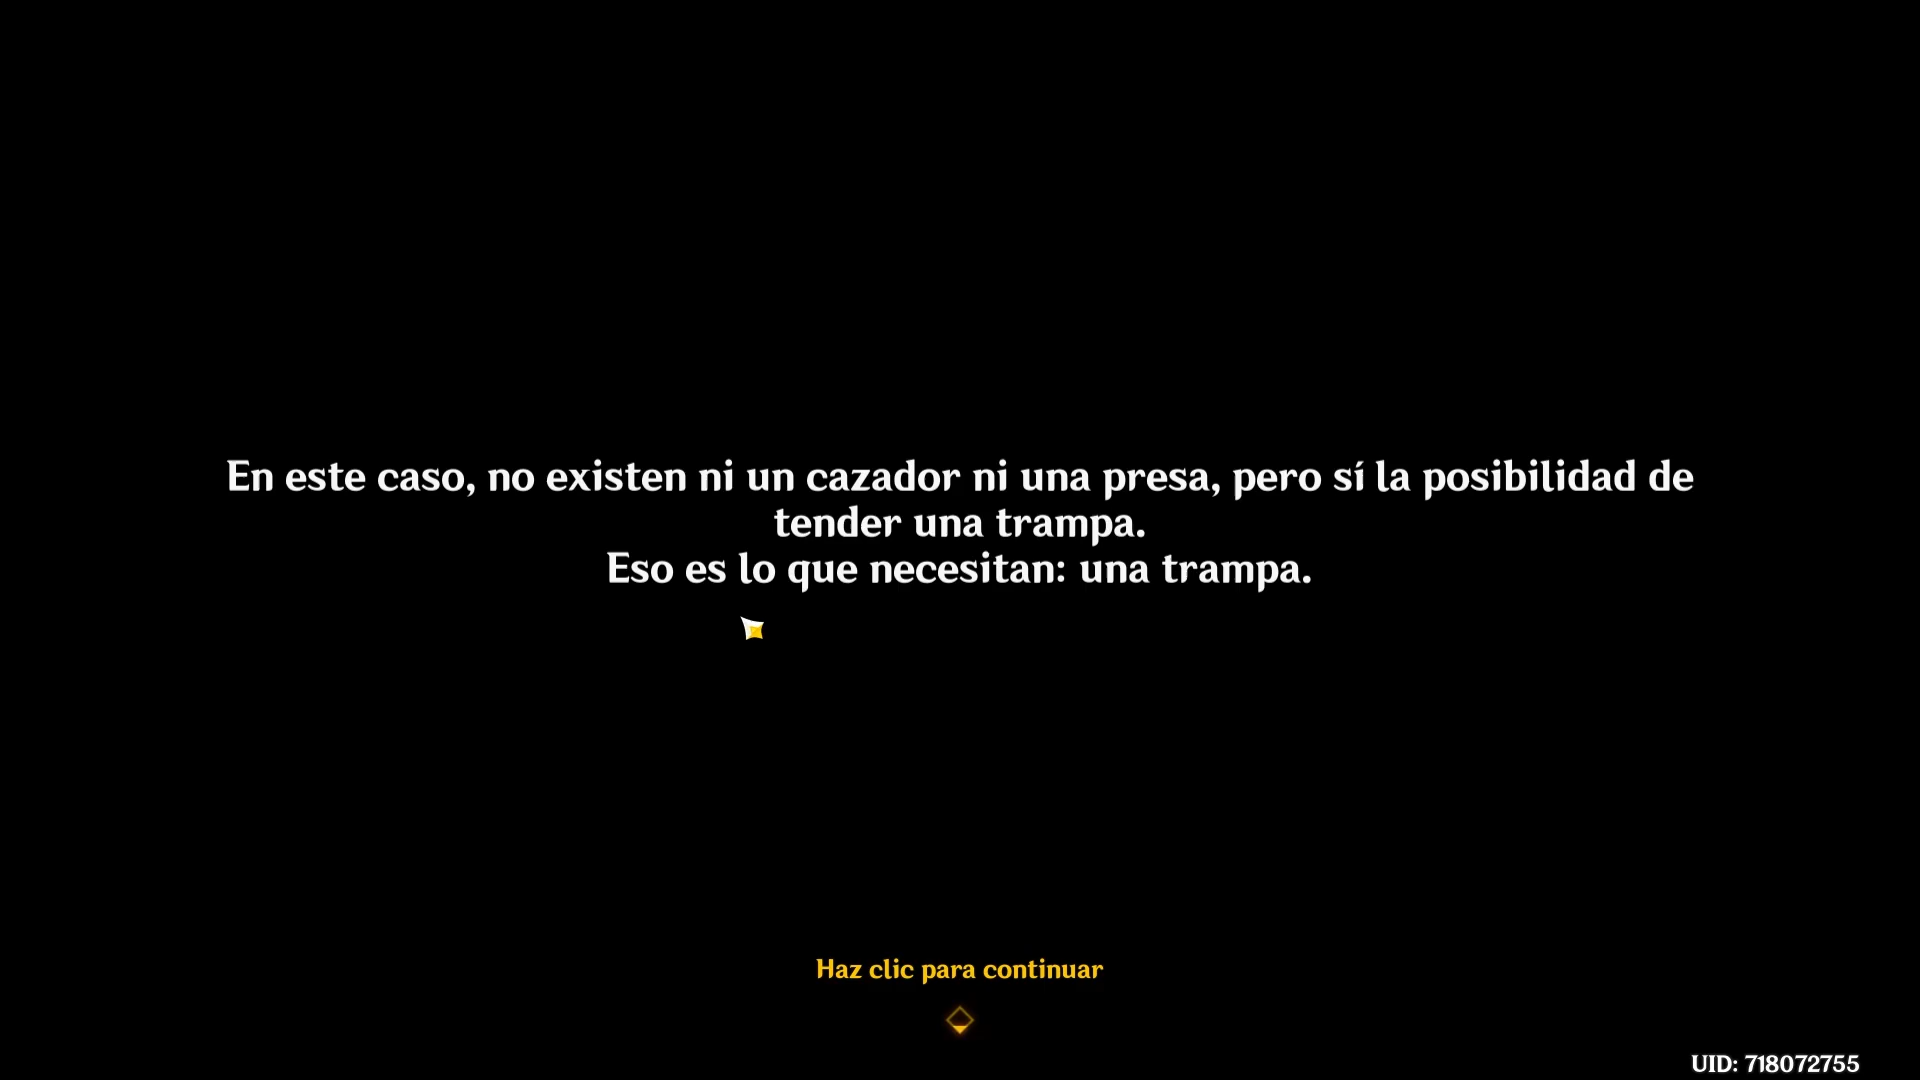 En este caso, no existen ni un cazador ni una presa, pero sí la posibilidad de
tender una trampa.
Eso es lo que necesitan: una trampa.
Haz clic para continuar
UID: 718072755